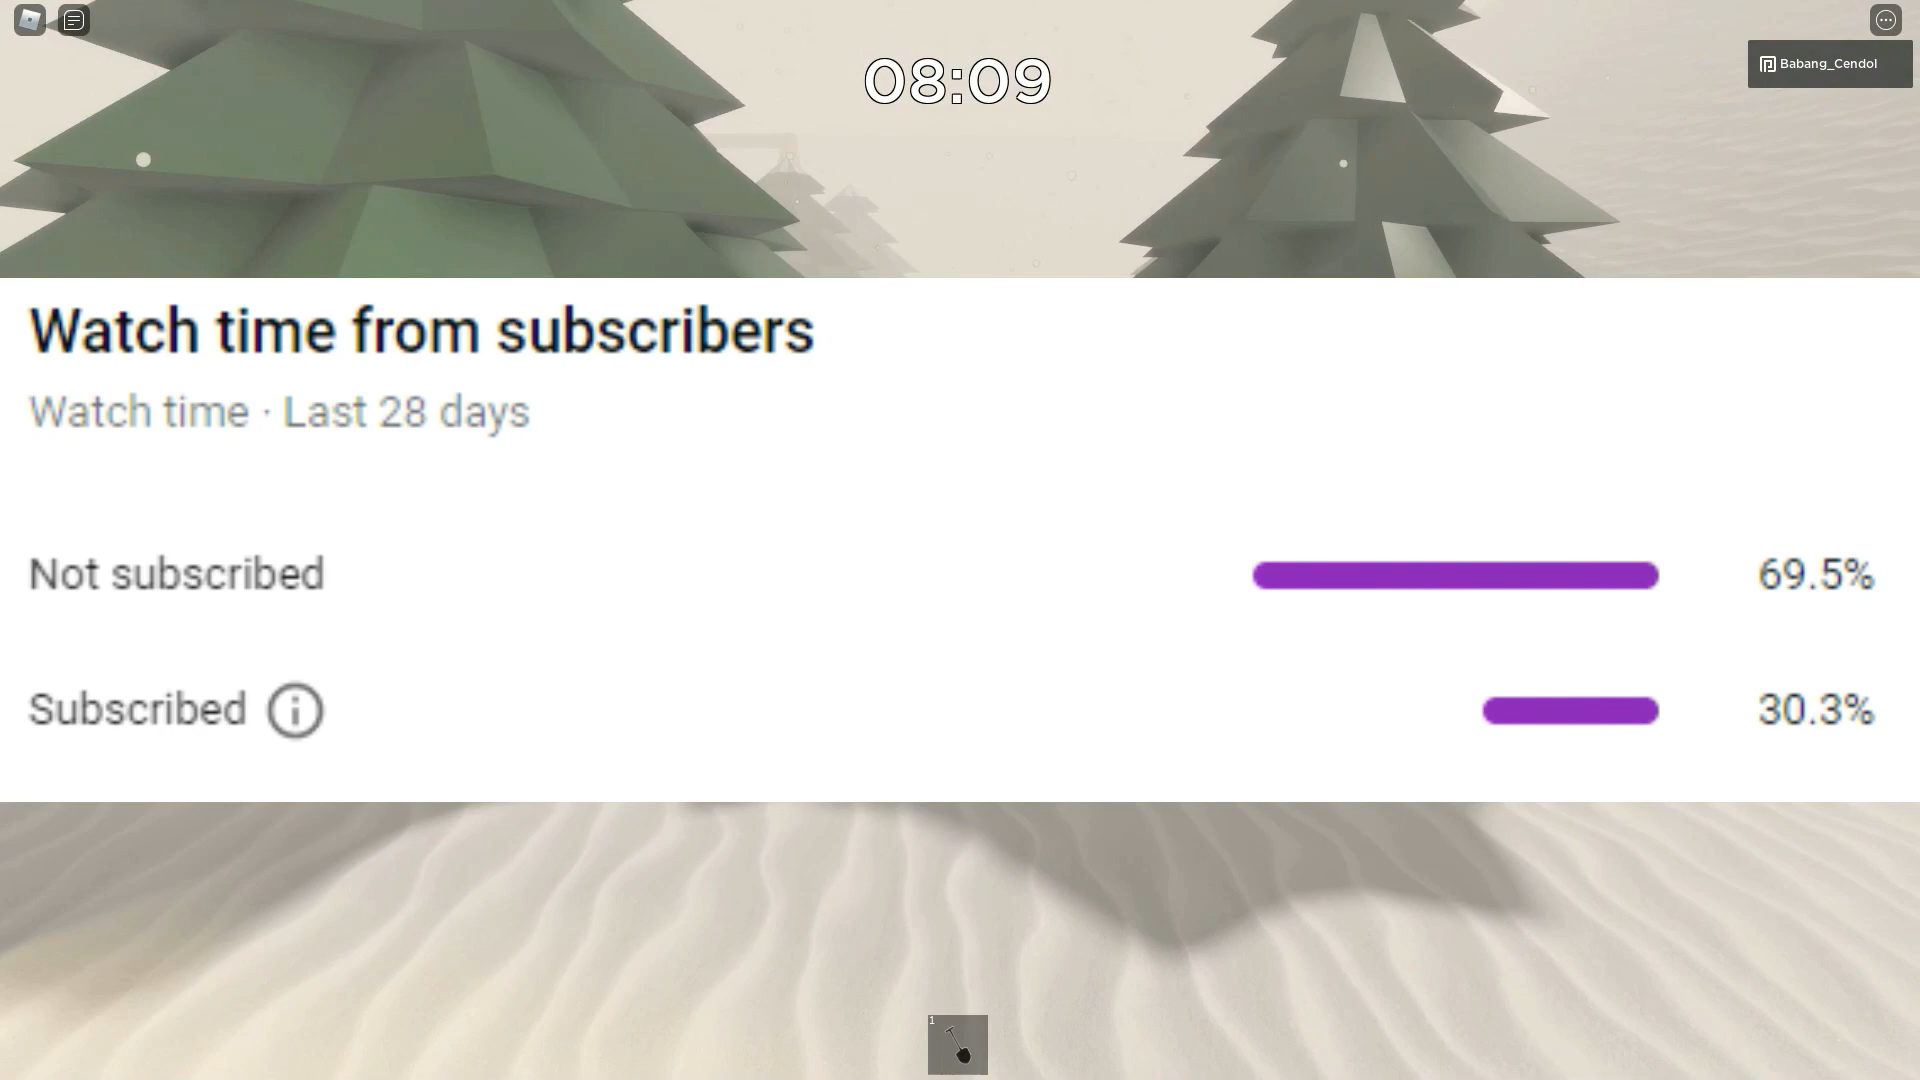 08:09
Babang_Cendol
Watch time from subscribers
Watch time · Last 28 days
Not subscribed 69.5%
Subscribed 30.3%
1